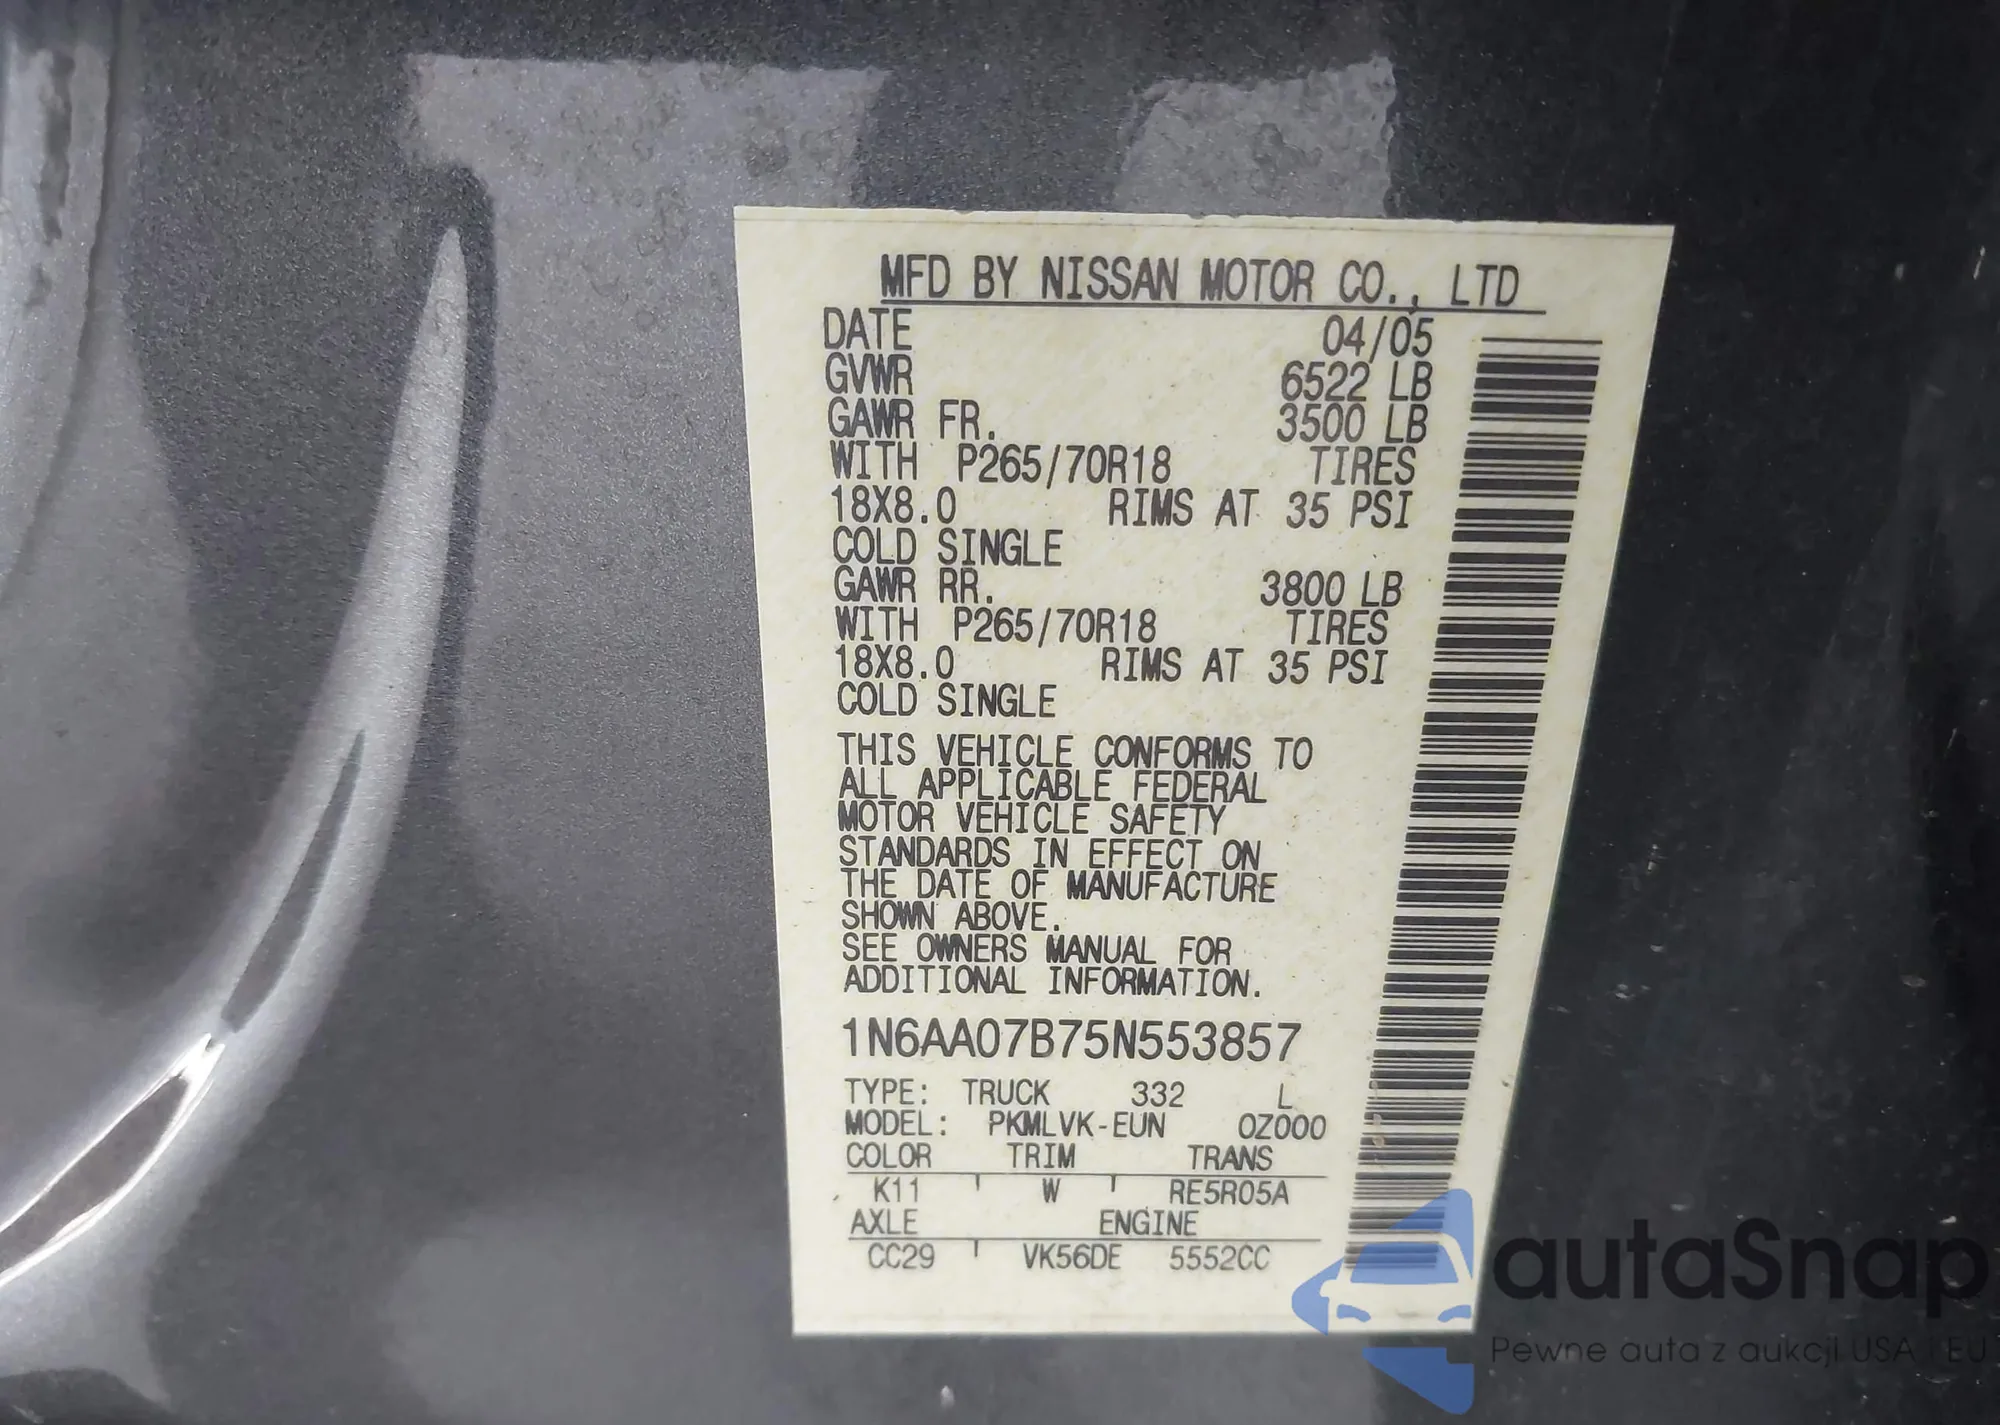 MFD BY NISSAN MOTOR CO., LTD
DATE 04/05
GVWR 6522 LB
GAWR FR. 3500 LB
WITH P265/70R18 TIRES
18X8.0 RIMS AT 35 PSI
COLD SINGLE
GAWR RR. 3800 LB
WITH P265/70R18 TIRES
18X8.0 RIMS AT 35 PSI
COLD SINGLE
THIS VEHICLE CONFORMS TO
ALL APPLICABLE FEDERAL
MOTOR VEHICLE SAFETY
STANDARDS IN EFFECT ON
THE DATE OF MANUFACTURE
SHOWN ABOVE.
SEE OWNERS MANUAL FOR
ADDITIONAL INFORMATION.
1N6AA07B75N553857
TYPE: TRUCK 332 L
MODEL: PKMLVK-EUN 0Z000
COLOR TRIM TRANS
K11 W RE5R05A
AXLE ENGINE
CC29 VK56DE 5552CC
autaSnap
Pewne auta z aukcji USA i EU